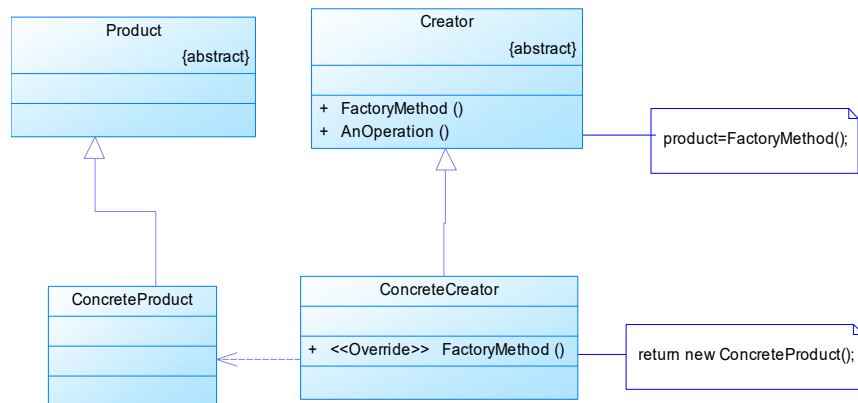 Product
{abstract}
Creator
{abstract}
+ FactoryMethod ()
+ AnOperation ()
product=FactoryMethod();
ConcreteProduct
ConcreteCreator
+ <<Override>> FactoryMethod ()
return new ConcreteProduct();